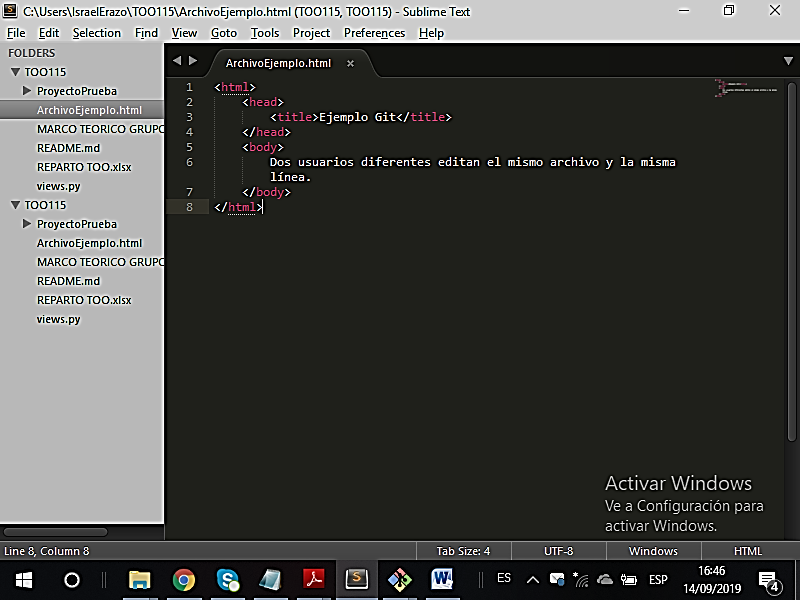 C:\Users\IsraelErazo\TOO115\ArchivoEjemplo.html (TOO115, TOO115) - Sublime Text
File Edit Selection Find View Goto Tools Project Preferences Help
FOLDERS
TOO115
ProyectoPrueba
ArchivoEjemplo.html
MARCO TEORICO GRUPO
README.md
REPARTO TOO.xlsx
views.py
TOO115
ProyectoPrueba
ArchivoEjemplo.html
MARCO TEORICO GRUPO
README.md
REPARTO TOO.xlsx
views.py
ArchivoEjemplo.html ×
1 <html>
2 <head>
3 <title>Ejemplo Git</title>
4 </head>
5 <body>
6 Dos usuarios diferentes editan el mismo archivo y la misma
línea.
7 </body>
8 </html>
Activar Windows
Ve a Configuración para
activar Windows.
Line 8, Column 8 Tab Size: 4 UTF-8 Windows HTML
ES ESP 16:46
14/09/2019 4